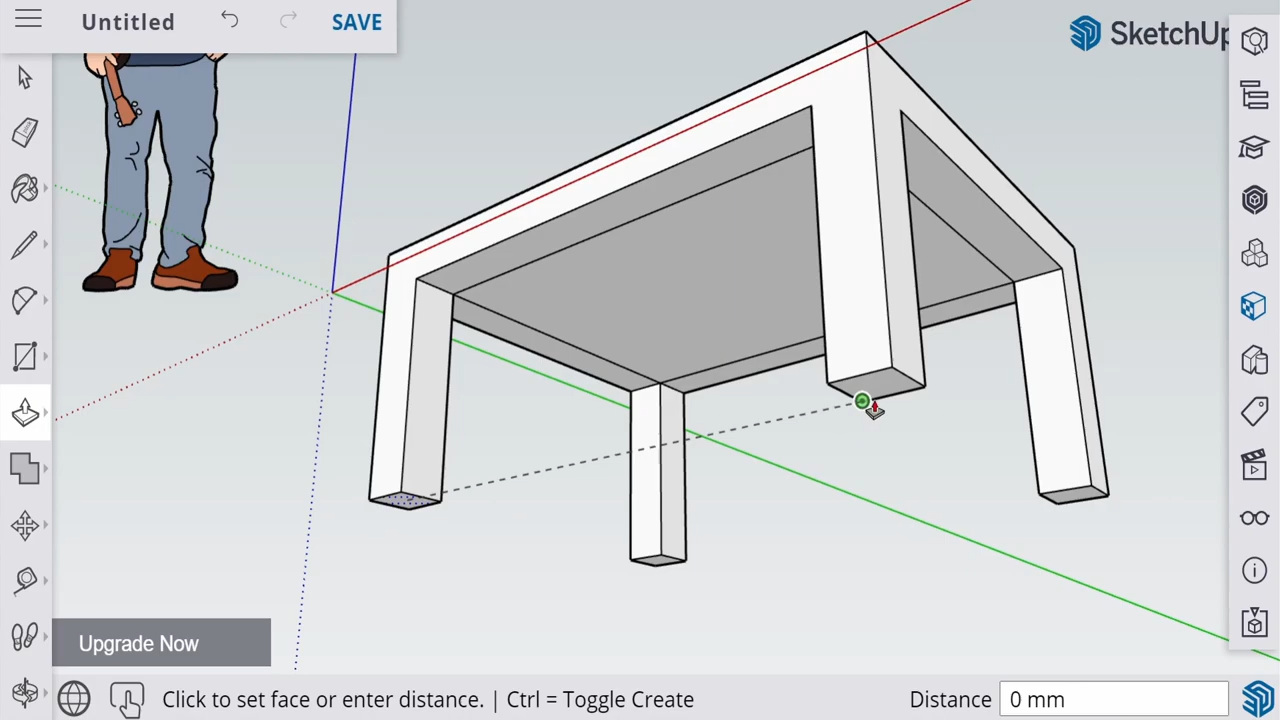 Untitled
SAVE
SketchUp
Upgrade Now
Click to set face or enter distance. | Ctrl = Toggle Create
Distance
0 mm